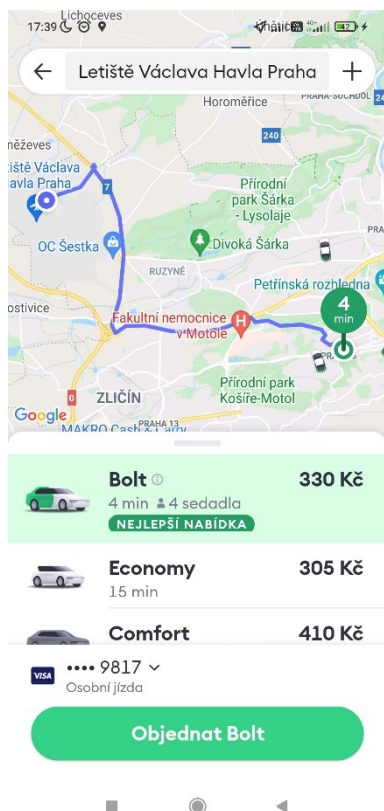 Lichoceves
17:39
42
← Letiště Václava Havla Praha +
Horoměřice
PRAHA-SUCHDOL
240
něževes
iště Václava
avla Praha
7
Přírodní
park Šárka
- Lysolaje
OC Šestka
Divoká Šárka
RUZYNĚ
Petřínská rozhledna
4
min
ostivice
Fakultní nemocnice
v Motole
H
Přírodní park
Košíře-Motol
ZLIČÍN
Google
PRAHA 13
MAKRO Cash & Carry
Bolt 330 Kč
4 min 4 sedadla
NEJLEPŠÍ NABÍDKA
Economy 305 Kč
15 min
Comfort 410 Kč
VISA •••• 9817
Osobní jízda
Objednat Bolt